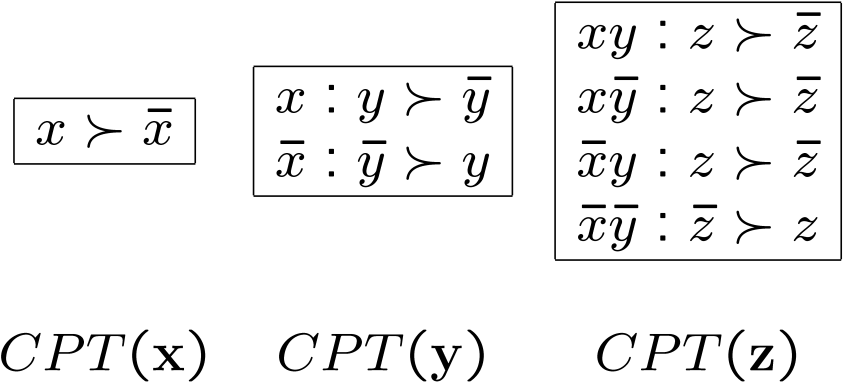 x ≻ x̄
x : y ≻ ȳ
x̄ : ȳ ≻ y
xy : z ≻ z̄
xȳ : z ≻ z̄
x̄y : z ≻ z̄
x̄ȳ : z̄ ≻ z
CPT(x)
CPT(y)
CPT(z)